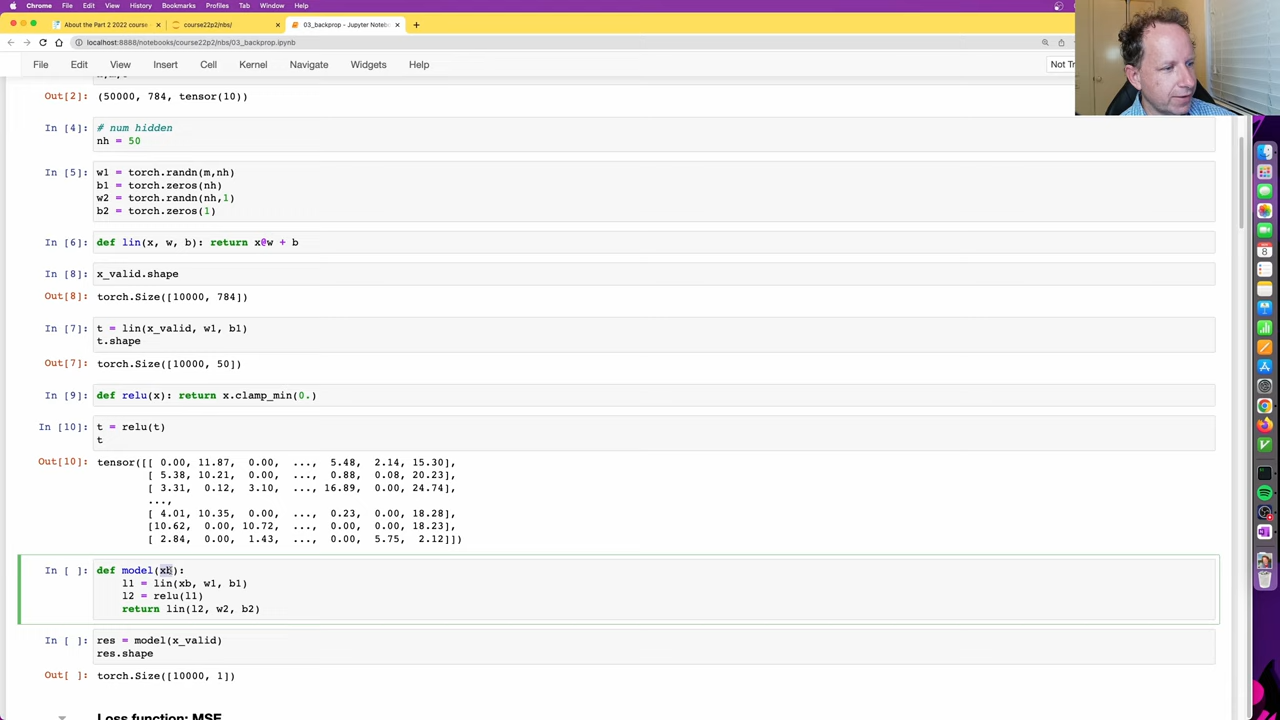 Chrome File Edit View History Bookmarks Profiles Tab Window Help
About the Part 2 2022 course
course22p2/nbs/
03_backprop - Jupyter Noteb
localhost:8888/notebooks/course22p2/nbs/03_backprop.ipynb
File Edit View Insert Cell Kernel Navigate Widgets Help
Not Tr
Out[2]: (50000, 784, tensor(10))
In [4]: # num hidden
nh = 50
In [5]: w1 = torch.randn(m,nh)
b1 = torch.zeros(nh)
w2 = torch.randn(nh,1)
b2 = torch.zeros(1)
In [6]: def lin(x, w, b): return x@w + b
In [8]: x_valid.shape
Out[8]: torch.Size([10000, 784])
In [7]: t = lin(x_valid, w1, b1)
t.shape
Out[7]: torch.Size([10000, 50])
In [9]: def relu(x): return x.clamp_min(0.)
In [10]: t = relu(t)
t
Out[10]: tensor([[ 0.00, 11.87, 0.00, ..., 5.48, 2.14, 15.30],
[ 5.38, 10.21, 0.00, ..., 0.88, 0.08, 20.23],
[ 3.31, 0.12, 3.10, ..., 16.89, 0.00, 24.74],
...,
[ 4.01, 10.35, 0.00, ..., 0.23, 0.00, 18.28],
[10.62, 0.00, 10.72, ..., 0.00, 0.00, 18.23],
[ 2.84, 0.00, 1.43, ..., 0.00, 5.75, 2.12]])
In [ ]: def model(xb):
l1 = lin(xb, w1, b1)
l2 = relu(l1)
return lin(l2, w2, b2)
In [ ]: res = model(x_valid)
res.shape
Out[ ]: torch.Size([10000, 1])
Loss function: MSE